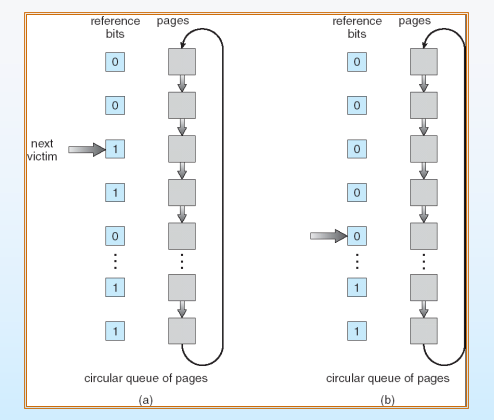 reference pages
bits
0
0
next
victim
1
1
0
1
1
circular queue of pages
(a)
reference pages
bits
0
0
0
0
0
1
1
circular queue of pages
(b)